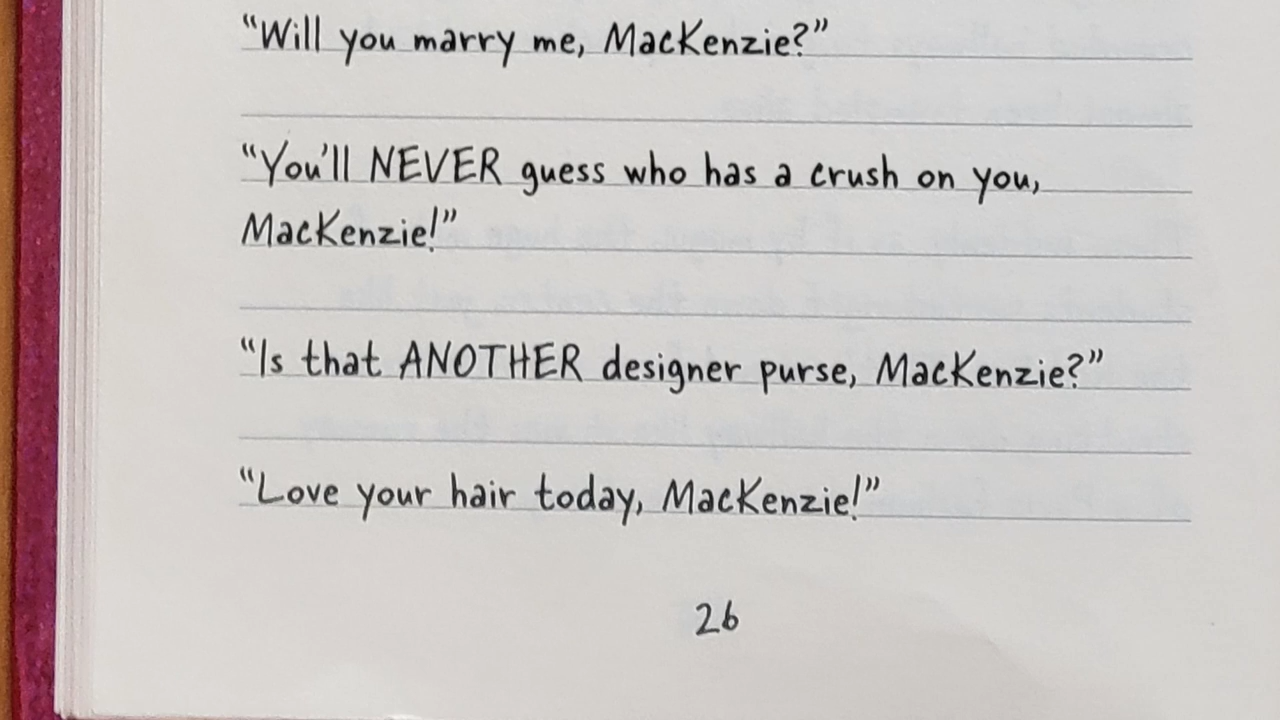 “Will you marry me, MacKenzie?”
“You'll NEVER guess who has a crush on you,
MacKenzie!”
“Is that ANOTHER designer purse, MacKenzie?”
“Love your hair today, MacKenzie!”
26